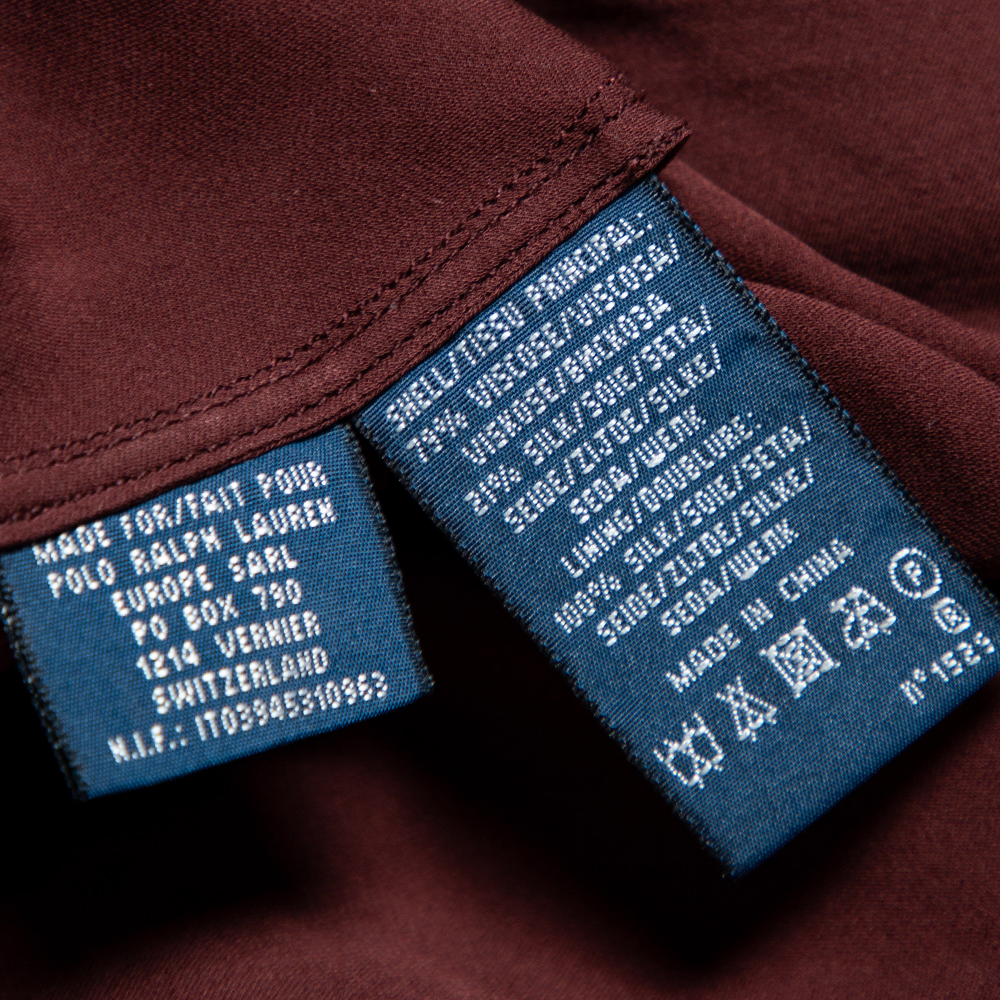 MADE FOR/FAIT POUR
POLO RALPH LAUREN
EUROPE SARL
PO BOX 790
1214 VERNIER
SWITZERLAND
N.I.F.: IT03945310963
SHELL/TISSU PRINCIPAL:
79% VISCOSE/VISCOSA/
VISKOSE/ВИСКОЗА
21% SILK/SOIE/SETA/
SEIDE/ZIJDE/SILKE/
SEDA/ШЕЛК
LINING/DOUBLURE:
100% SILK/SOIE/SETA/
SEIDE/ZIJDE/SILKE/
SEDA/ШЕЛК
MADE IN CHINA
P